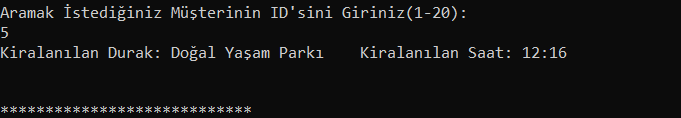 Aramak İstediğiniz Müşterinin ID'sini Giriniz(1-20):
5
Kiralanılan Durak: Doğal Yaşam Parkı    Kiralanılan Saat: 12:16
****************************